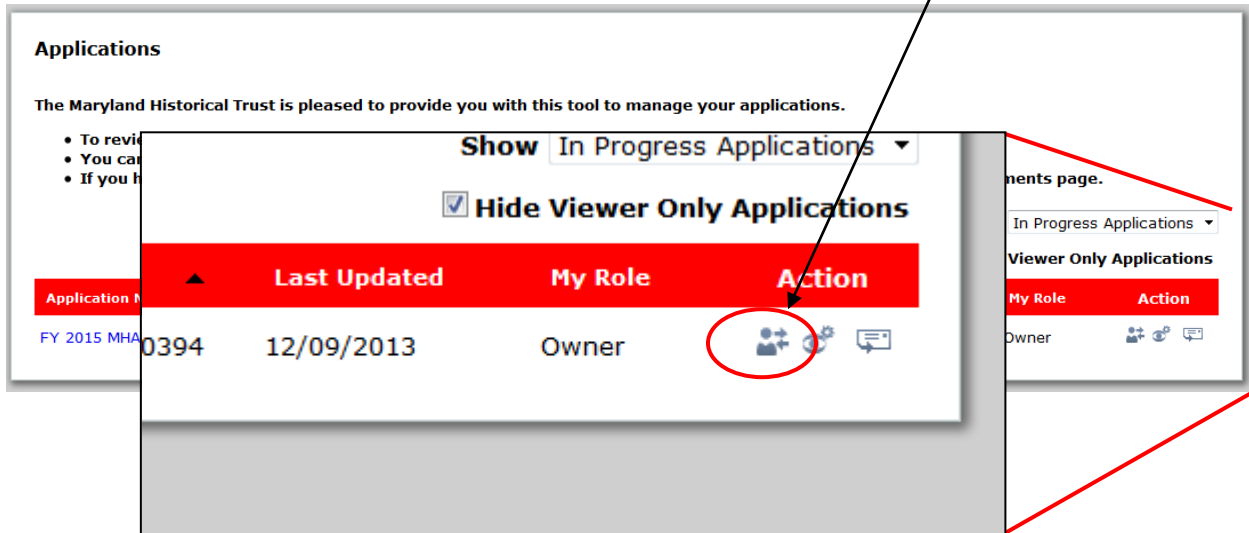 Applications
The Maryland Historical Trust is pleased to provide you with this tool to manage your applications.
• To
• You
• If you
ments page.
Show In Progress Applications
Hide Viewer Only Applications
Last Updated My Role Action
0394 12/09/2013 Owner
In Progress Applications
Viewer Only Applications
Application
My Role Action
FY 2015 MHA
Owner